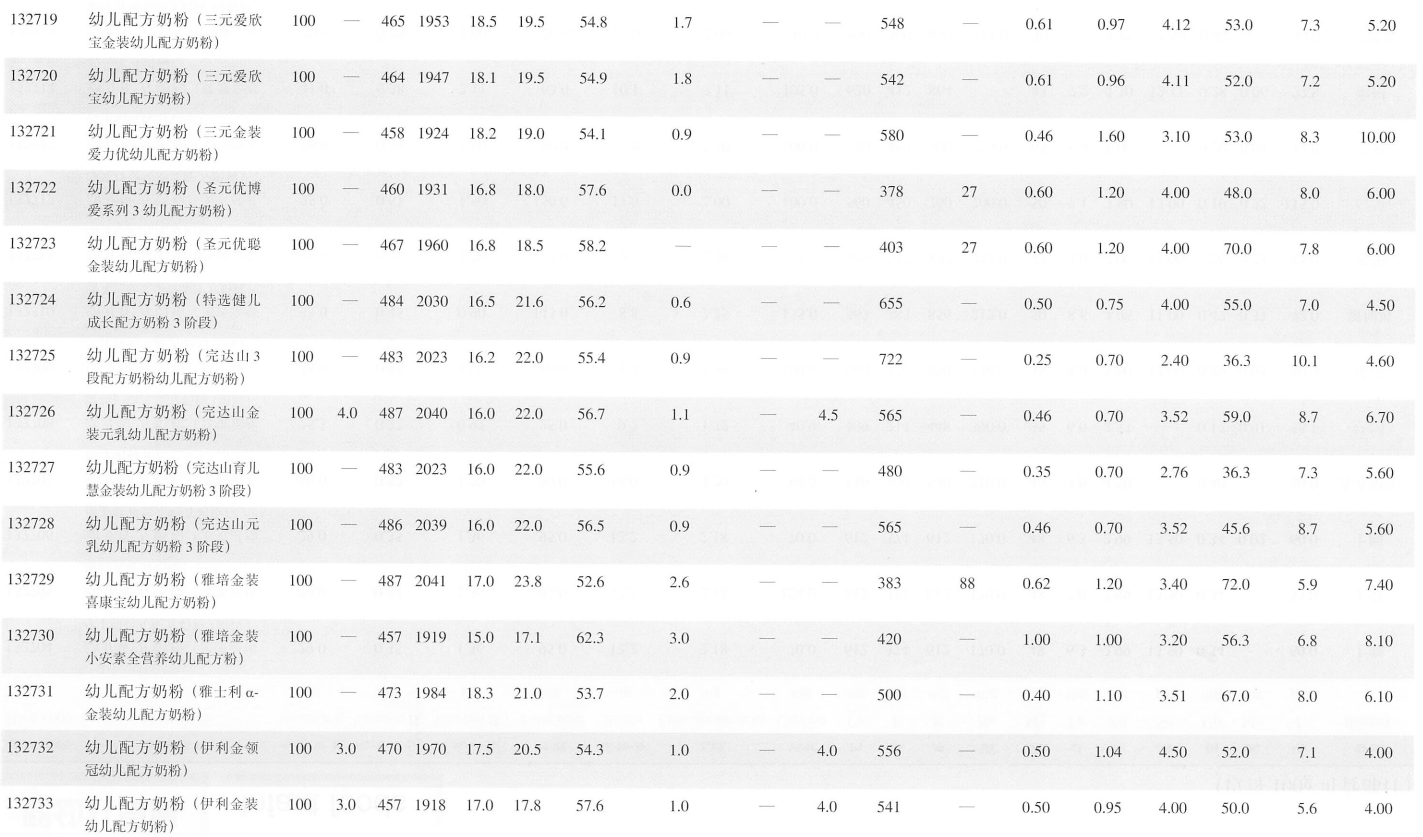 132719 幼儿配方奶粉（三元爱欣 100 — 465 1953 18.5 19.5 54.8 1.7 — — 548 — 0.61 0.97 4.12 53.0 7.3 5.20
宝金装幼儿配方奶粉）
132720 幼儿配方奶粉（三元爱欣 100 — 464 1947 18.1 19.5 54.9 1.8 — — 542 — 0.61 0.96 4.11 52.0 7.2 5.20
宝幼儿配方奶粉）
132721 幼儿配方奶粉（三元金装 100 — 458 1924 18.2 19.0 54.1 0.9 — — 580 — 0.46 1.60 3.10 53.0 8.3 10.00
爱力优幼儿配方奶粉）
132722 幼儿配方奶粉（圣元优博 100 — 460 1931 16.8 18.0 57.6 0.0 — — 378 27 0.60 1.20 4.00 48.0 8.0 6.00
爱系列3幼儿配方奶粉）
132723 幼儿配方奶粉（圣元优聪 100 — 467 1960 16.8 18.5 58.2 — — — 403 27 0.60 1.20 4.00 70.0 7.8 6.00
金装幼儿配方奶粉）
132724 幼儿配方奶粉（特选健儿 100 — 484 2030 16.5 21.6 56.2 0.6 — — 655 — 0.50 0.75 4.00 55.0 7.0 4.50
成长配方奶粉3阶段）
132725 幼儿配方奶粉（完达山3 100 — 483 2023 16.2 22.0 55.4 0.9 — — 722 — 0.25 0.70 2.40 36.3 10.1 4.60
段配方奶粉幼儿配方奶粉）
132726 幼儿配方奶粉（完达山金 100 4.0 487 2040 16.0 22.0 56.7 1.1 — 4.5 565 — 0.46 0.70 3.52 59.0 8.7 6.70
装元乳幼儿配方奶粉）
132727 幼儿配方奶粉（完达山育儿 100 — 483 2023 16.0 22.0 55.6 0.9 — — 480 — 0.35 0.70 2.76 36.3 7.3 5.60
慧金装幼儿配方奶粉3阶段）
132728 幼儿配方奶粉（完达山元 100 — 486 2039 16.0 22.0 56.5 0.9 — — 565 — 0.46 0.70 3.52 45.6 8.7 5.60
乳幼儿配方奶粉3阶段）
132729 幼儿配方奶粉（雅培金装 100 — 487 2041 17.0 23.8 52.6 2.6 — — 383 88 0.62 1.20 3.40 72.0 5.9 7.40
喜康宝幼儿配方奶粉）
132730 幼儿配方奶粉（雅培金装 100 — 457 1919 15.0 17.1 62.3 3.0 — — 420 — 1.00 1.00 3.20 56.3 6.8 8.10
小安素全营养幼儿配方粉）
132731 幼儿配方奶粉（雅士利α- 100 — 473 1984 18.3 21.0 53.7 2.0 — — 500 — 0.40 1.10 3.51 67.0 8.0 6.10
金装幼儿配方奶粉）
132732 幼儿配方奶粉（伊利金领 100 3.0 470 1970 17.5 20.5 54.3 1.0 — 4.0 556 — 0.50 1.04 4.50 52.0 7.1 4.00
冠幼儿配方奶粉）
132733 幼儿配方奶粉（伊利金装 100 3.0 457 1918 17.0 17.8 57.6 1.0 — 4.0 541 — 0.50 0.95 4.00 50.0 5.6 4.00
幼儿配方奶粉）